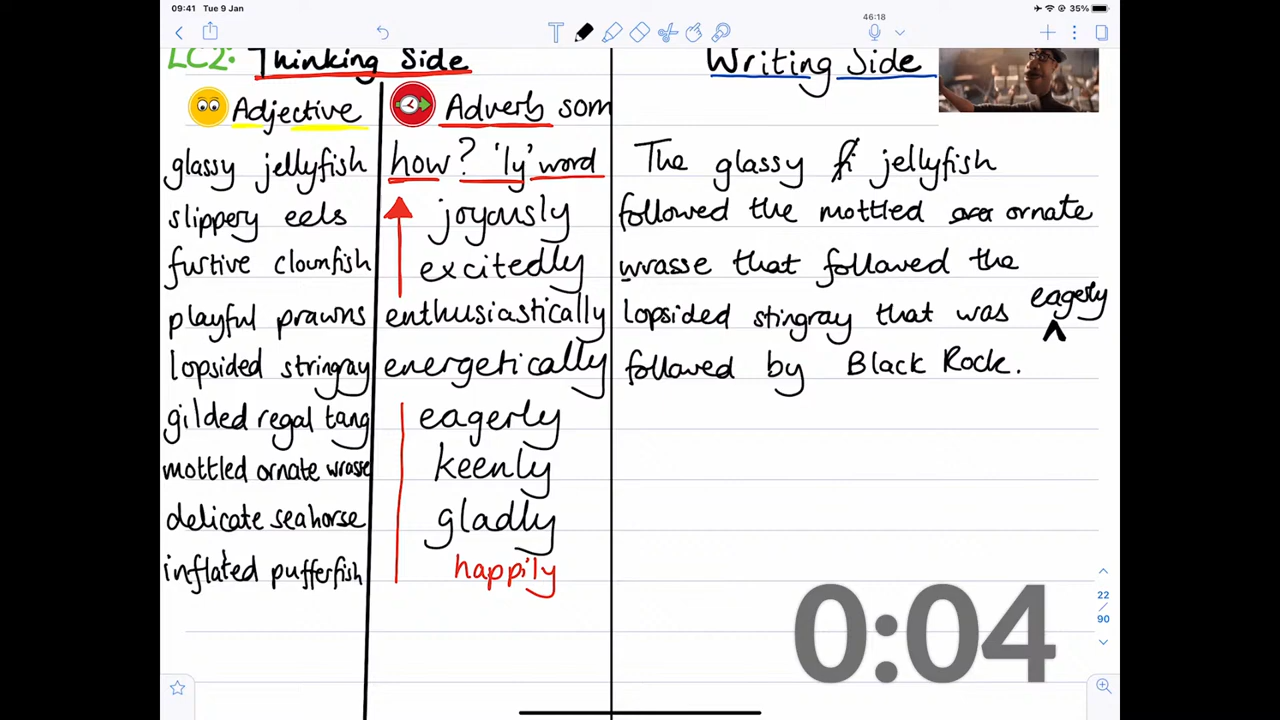 09:41 Tue 9 Jan
46:18
35%
LC2: Thinking Side
Writing Side
Adjective
Adverb som
glassy jellyfish
slippery eels
furtive clownfish
playful prawns
lopsided stringray
gilded regal tang
mottled ornate wrasse
delicate seahorse
inflated pufferfish
how? 'ly' word
joyously
excitedly
enthusiastically
energetically
eagerly
keenly
gladly
happily
The glassy jellyfish
followed the mottled ornate
wrasse that followed the
lopsided stingray that was eagerly
followed by Black Rock.
22
/
90
0:04